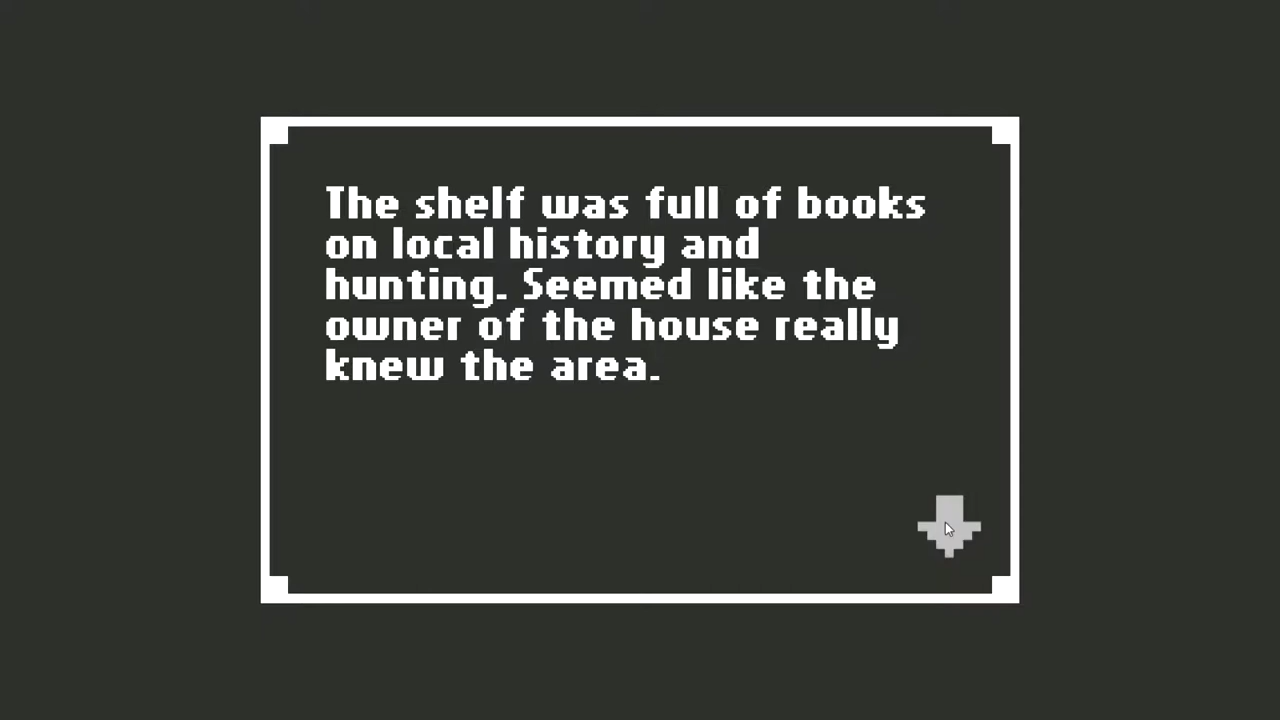 The shelf was full of books
on local history and
hunting. Seemed like the
owner of the house really
knew the area.